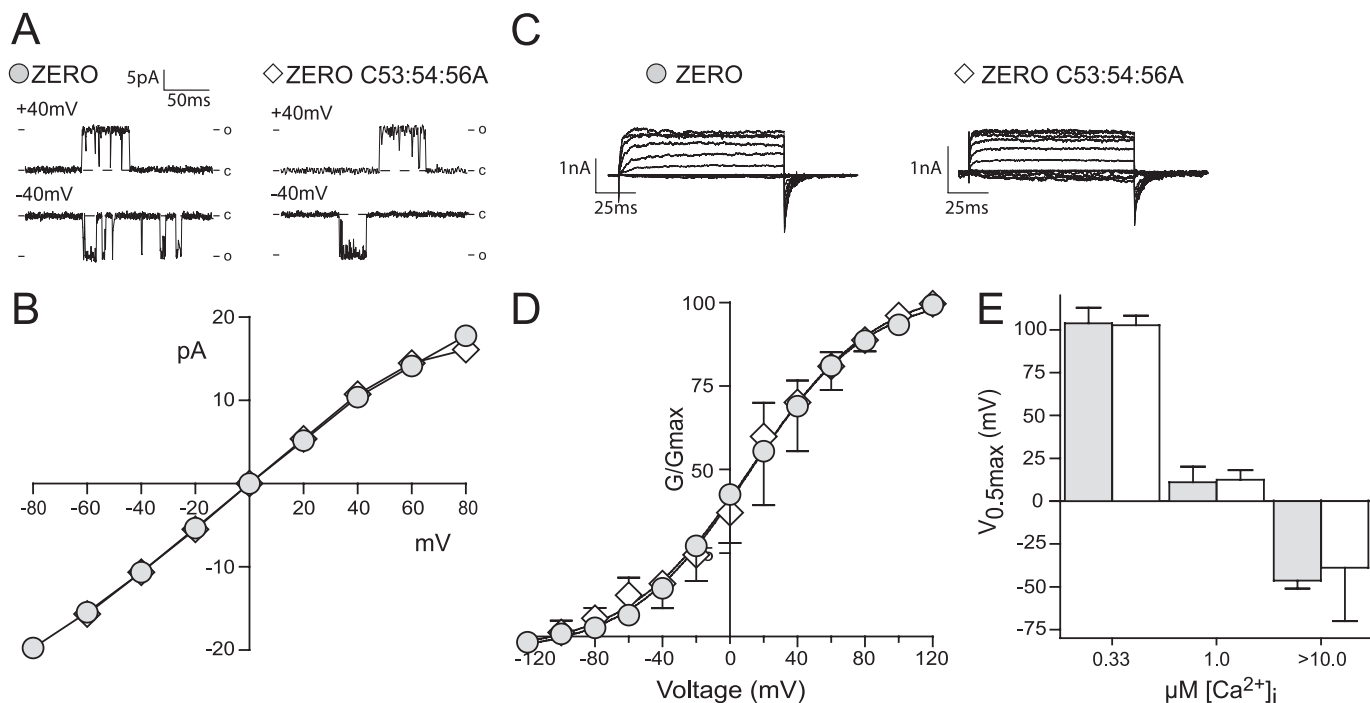 A
ZERO
5pA
50ms
ZERO C53:54:56A
+40mV
+40mV
o
o
c
c
-40mV
-40mV
c
c
o
o
C
ZERO
ZERO C53:54:56A
1nA
25ms
1nA
25ms
B
20
pA
10
-80 -60 -40 -20 20 40 60 80
mV
-10
-20
D
100
75
G/Gmax
50
-120 -80 -40 0 40 80 120
Voltage (mV)
E
100
75
50
25
0
-25
-50
-75
V0.5max (mV)
0.33 1.0 >10.0
µM [Ca2+]i